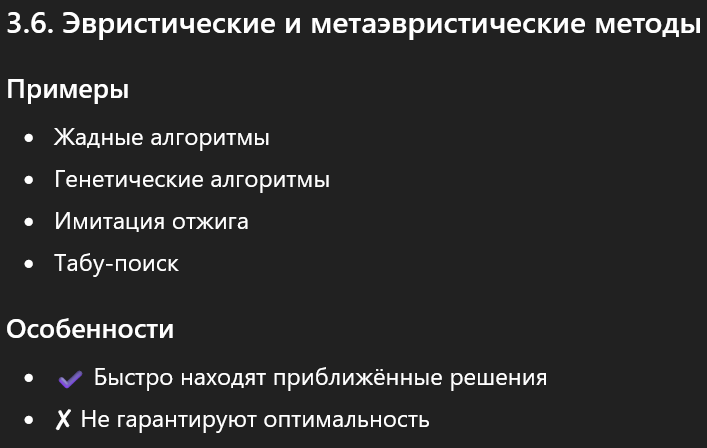 3.6. Эвристические и метаэвристические методы
Примеры
• Жадные алгоритмы
• Генетические алгоритмы
• Имитация отжига
• Табу-поиск
Особенности
• ✔ Быстро находят приближённые решения
• ✗ Не гарантируют оптимальность